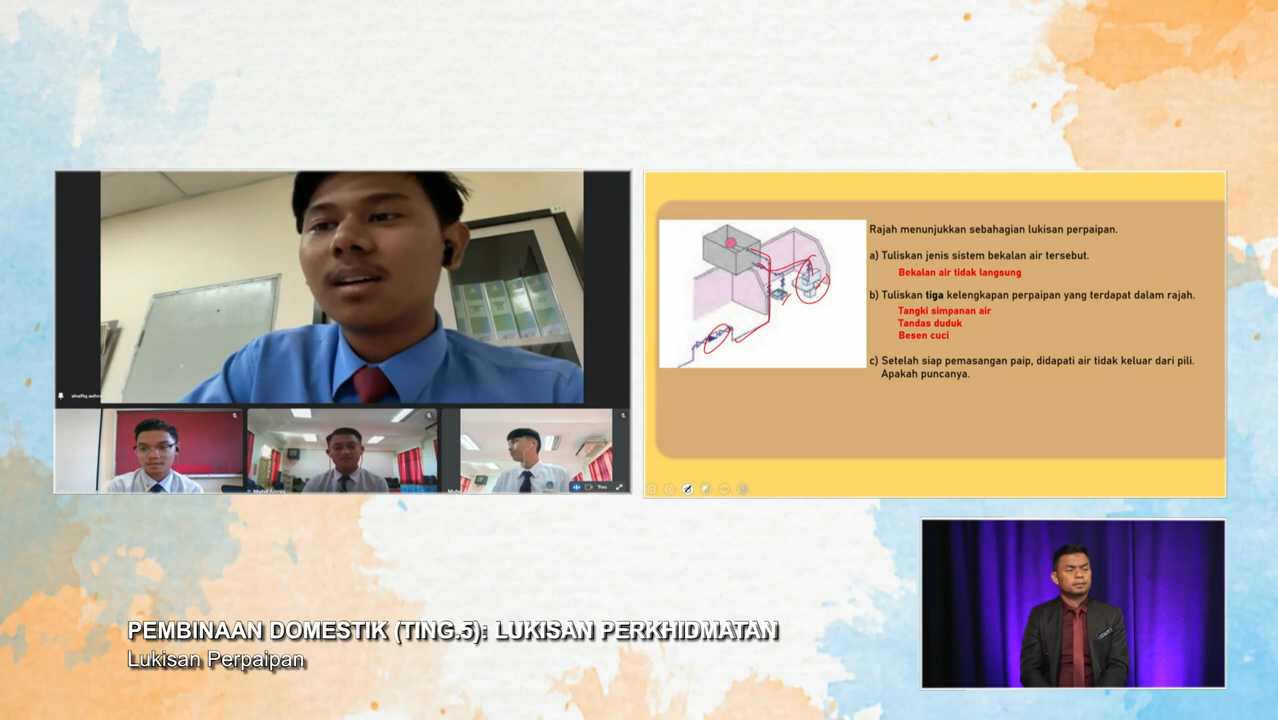 Rajah menunjukkan sebahagian lukisan perpaipan.
a) Tuliskan jenis sistem bekalan air tersebut.
Bekalan air tidak langsung
b) Tuliskan tiga kelengkapan perpaipan yang terdapat dalam rajah.
Tangki simpanan air
Tandas duduk
Besen cuci
c) Setelah siap pemasangan paip, didapati air tidak keluar dari pili.
Apakah puncanya.
You
PEMBINAAN DOMESTIK (TING.5): LUKISAN PERKHIDMATAN
Lukisan Perpaipan